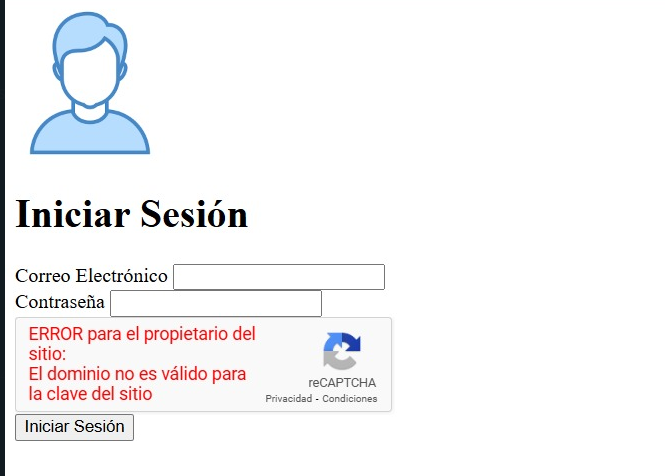 Iniciar Sesión
Correo Electrónico
Contraseña
ERROR para el propietario del
sitio:
El dominio no es válido para
la clave del sitio
reCAPTCHA
Privacidad - Condiciones
Iniciar Sesión